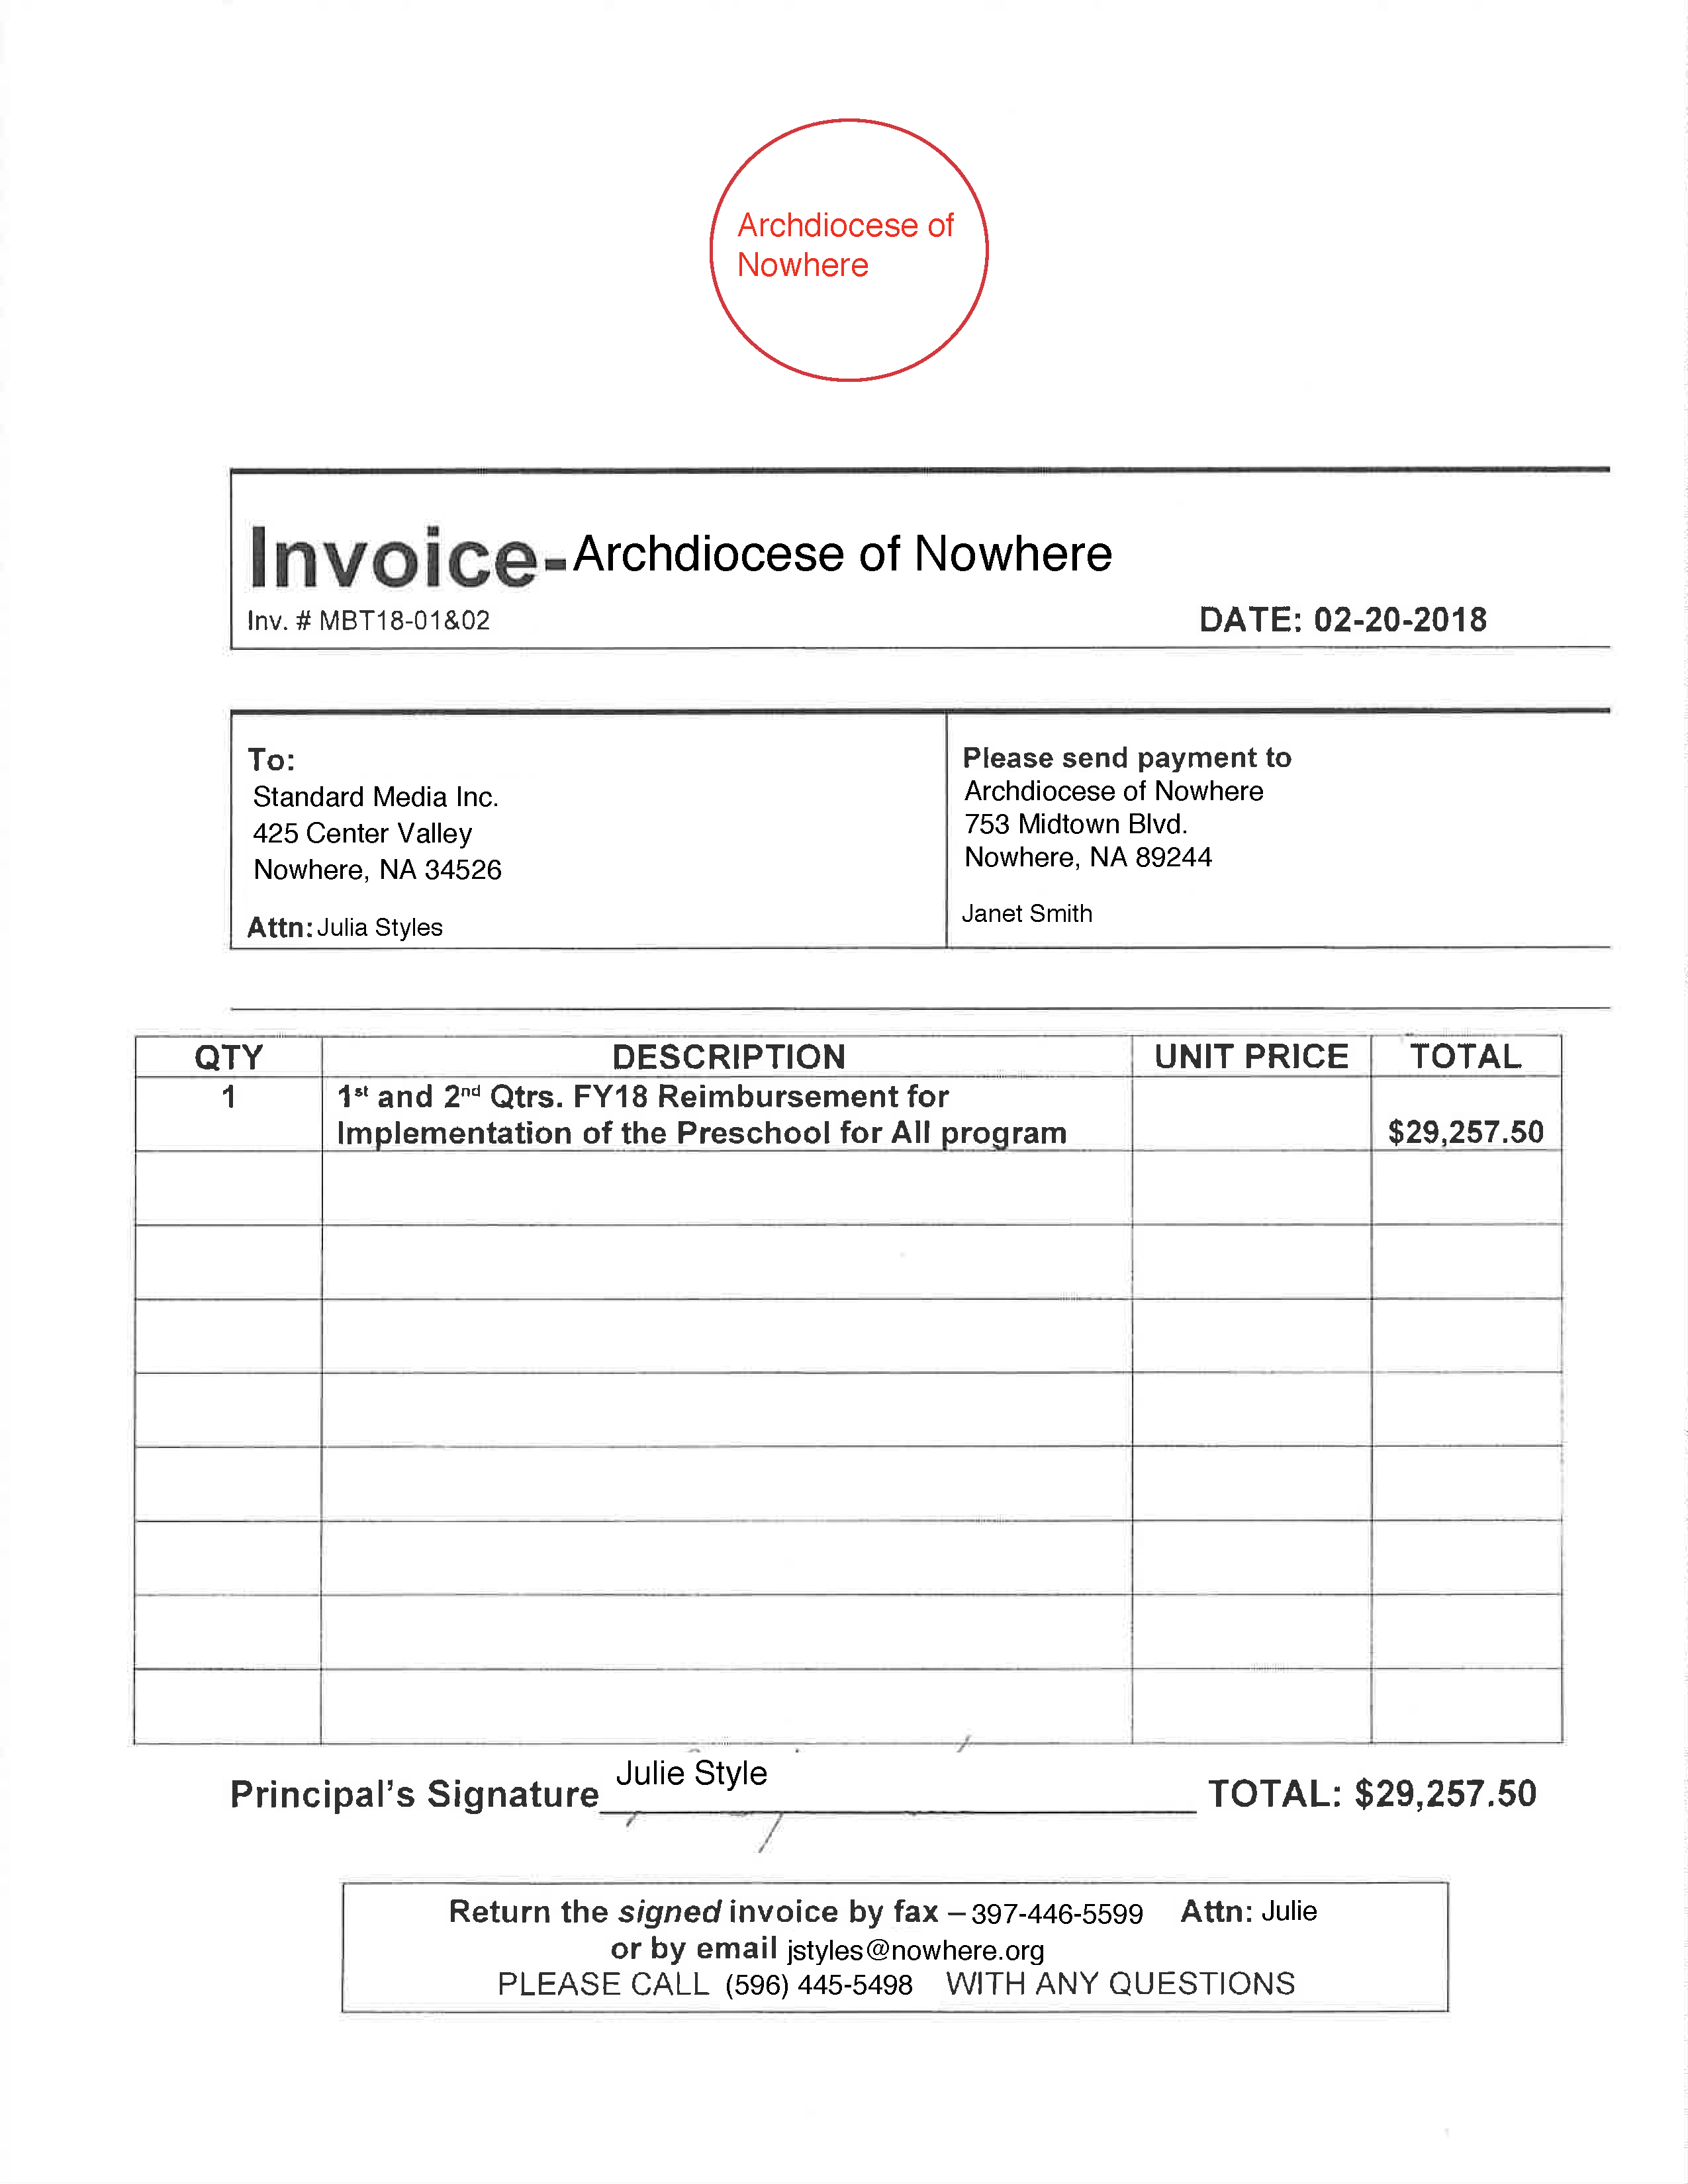 Archdiocese of
Nowhere
Invoice-Archdiocese of Nowhere
Inv. # MBT18-01&02 DATE: 02-20-2018
To:
Standard Media Inc.
425 Center Valley
Nowhere, NA 34526
Attn: Julia Styles
Please send payment to
Archdiocese of Nowhere
753 Midtown Blvd.
Nowhere, NA 89244
Janet Smith
QTY DESCRIPTION UNIT PRICE TOTAL
1 1st and 2nd Qtrs. FY18 Reimbursement for
Implementation of the Preschool for All program $29,257.50
Principal's Signature Julie Style TOTAL: $29,257.50
Return the signed invoice by fax – 397-446-5599 Attn: Julie
or by email jstyles@nowhere.org
PLEASE CALL (596) 445-5498 WITH ANY QUESTIONS